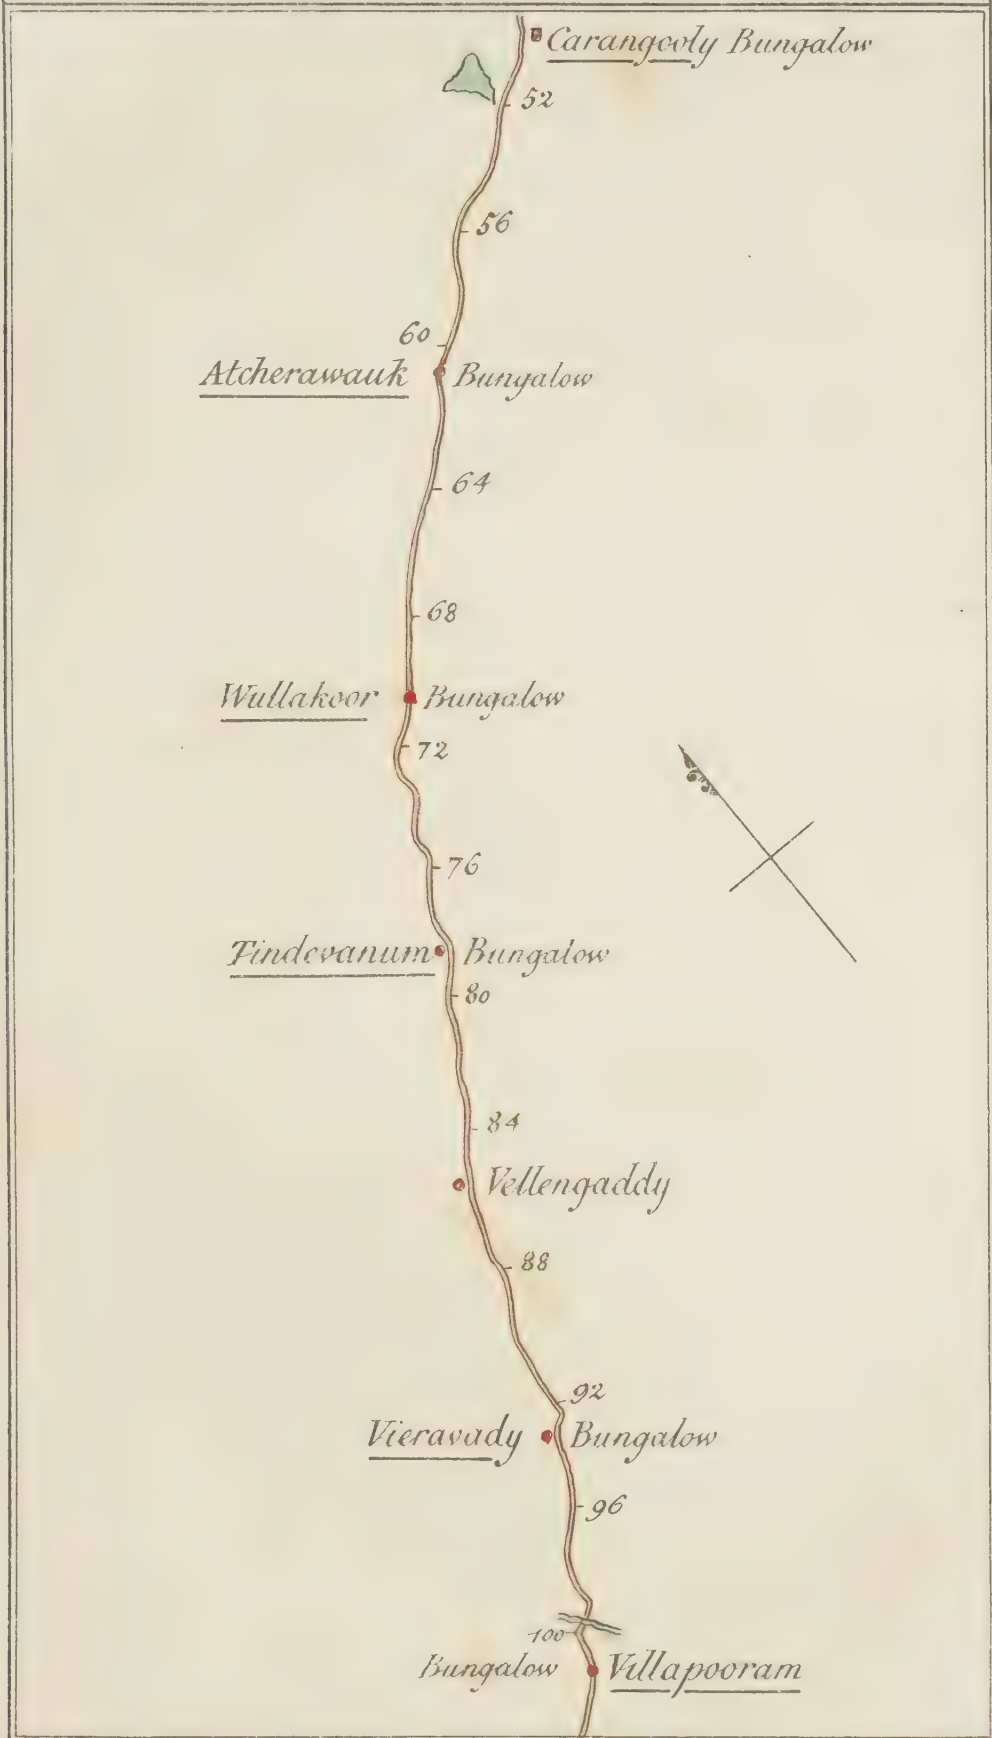 Carangooly Bungalow
52
56
60
Atcherawauk Bungalow
64
68
Wullakoor Bungalow
72
76
Tindevanum Bungalow
80
84
Vellengaddy
88
92
Vieravady Bungalow
96
100
Bungalow Villapooram